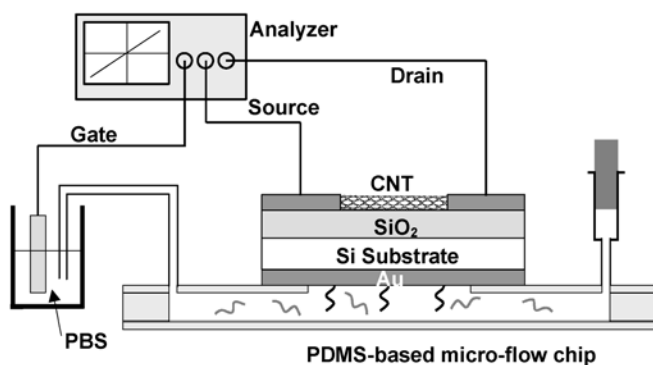 Analyzer
Drain
Source
Gate
CNT
SiO₂
Si Substrate
Au
PBS
PDMS-based micro-flow chip